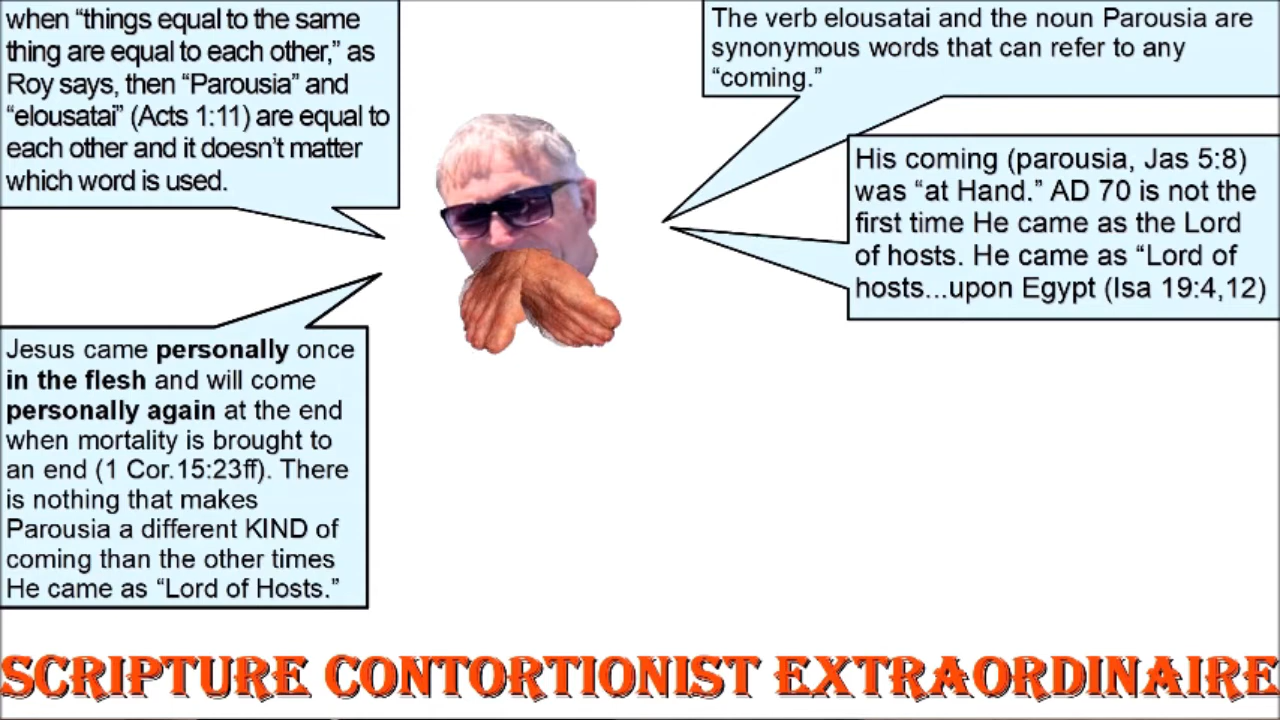 when “things equal to the same
thing are equal to each other,” as
Roy says, then “Parousia” and
“elousatai” (Acts 1:11) are equal to
each other and it doesn’t matter
which word is used.
The verb elousatai and the noun Parousia are
synonymous words that can refer to any
“coming.”
His coming (parousia, Jas 5:8)
was “at Hand.” AD 70 is not the
first time He came as the Lord
of hosts. He came as “Lord of
hosts...upon Egypt (Isa 19:4,12)
Jesus came personally once
in the flesh and will come
personally again at the end
when mortality is brought to
an end (1 Cor.15:23ff). There
is nothing that makes
Parousia a different KIND of
coming than the other times
He came as “Lord of Hosts.”
SCRIPTURE CONTORTIONIST EXTRAORDINAIRE